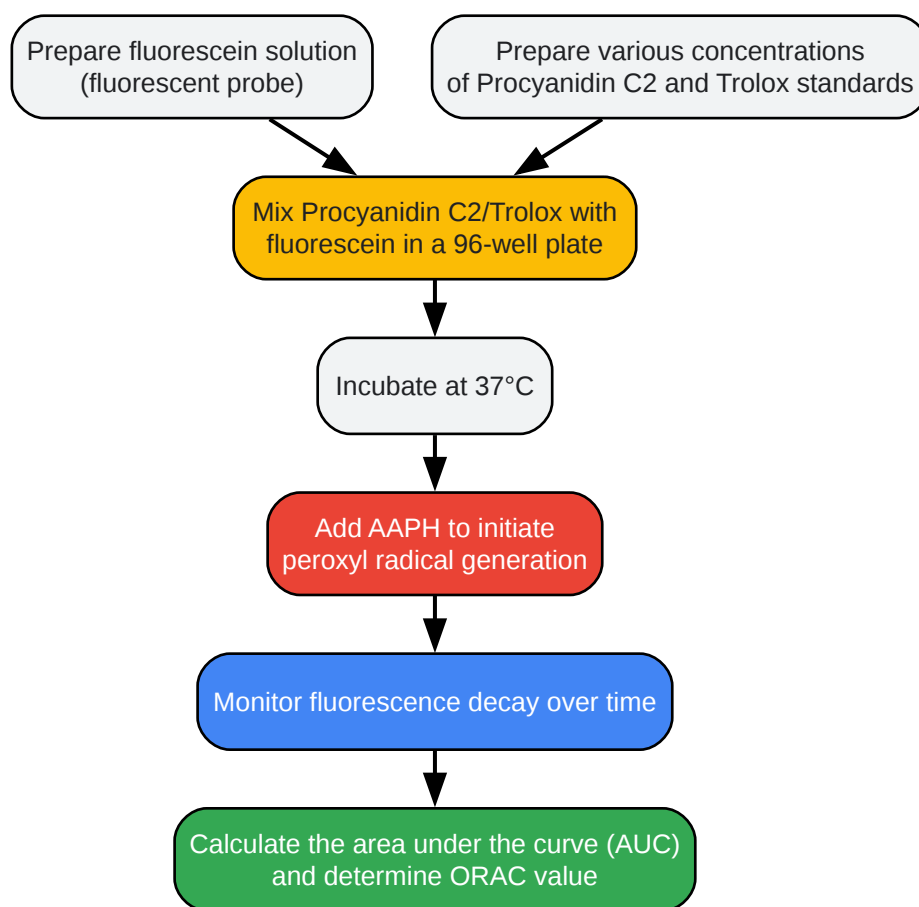 Prepare fluorescein solution
(fluorescent probe)
Prepare various concentrations
of Procyanidin C2 and Trolox standards
Mix Procyanidin C2/Trolox with
fluorescein in a 96-well plate
Incubate at 37°C
Add AAPH to initiate
peroxyl radical generation
Monitor fluorescence decay over time
Calculate the area under the curve (AUC)
and determine ORAC value